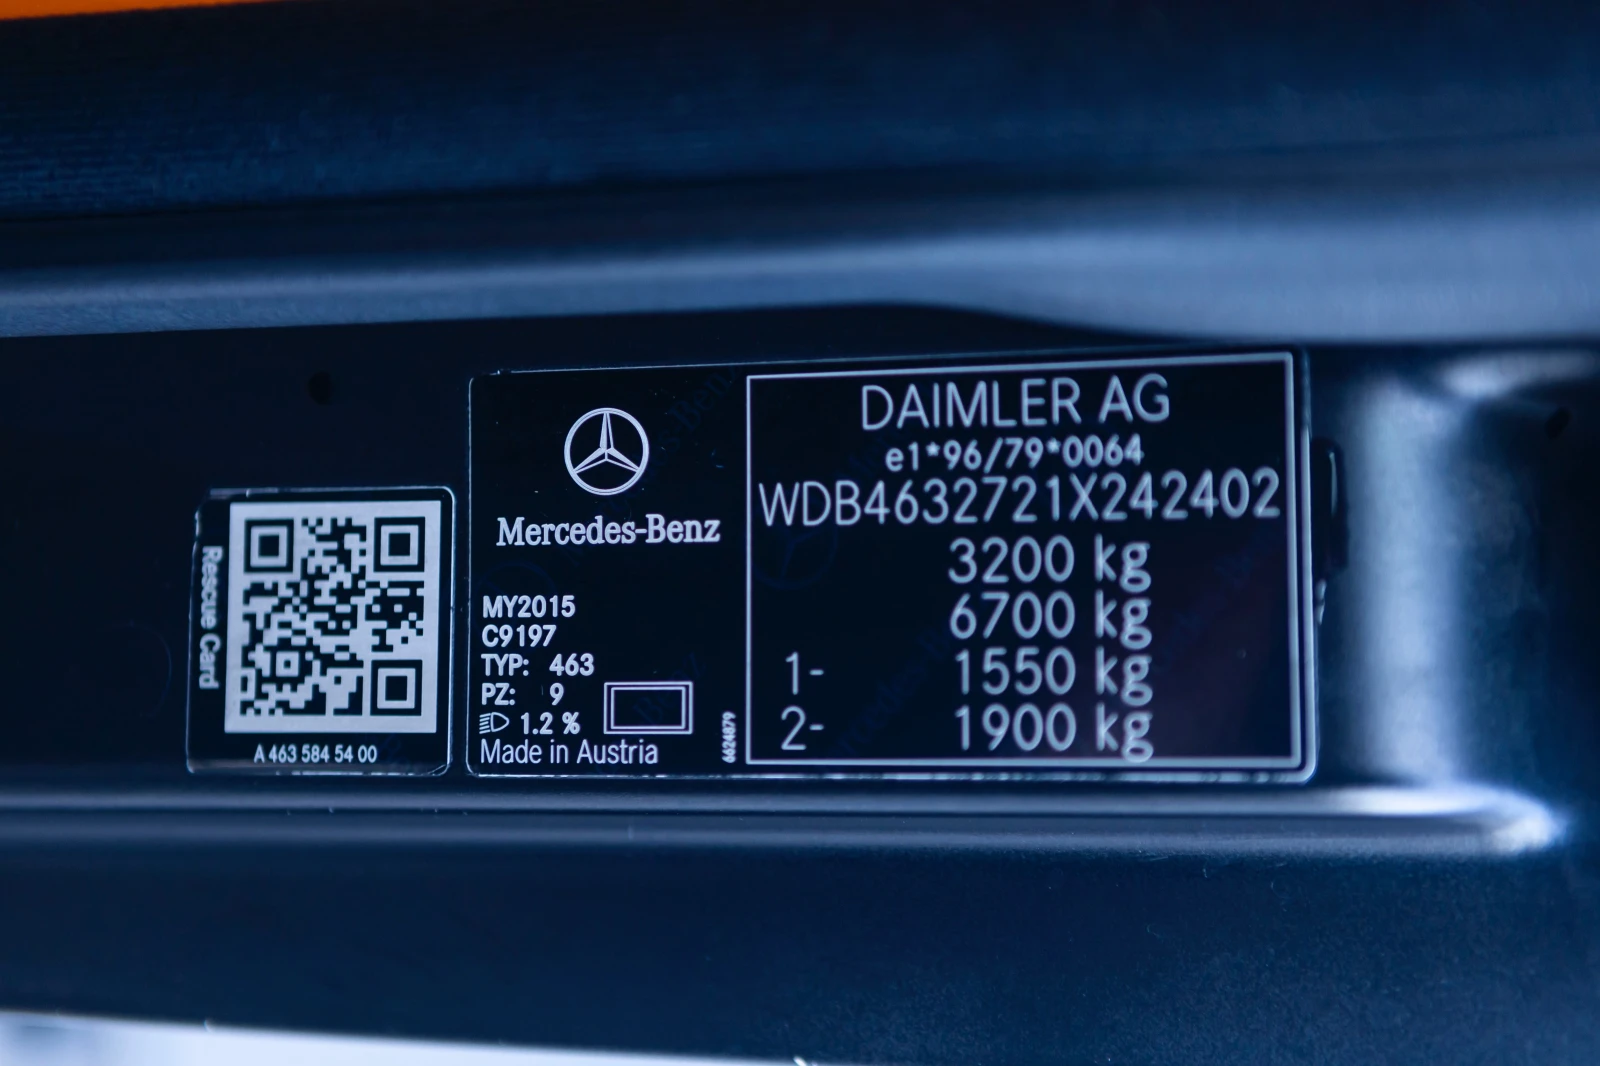 Rescue Card
A 463 584 54 00
Mercedes-Benz
MY2015
C9197
TYP: 463
PZ: 9
1.2 %
Made in Austria
6624879
DAIMLER AG
e1*96/79*0064
WDB4632721X242402
3200 kg
6700 kg
1- 1550 kg
2- 1900 kg